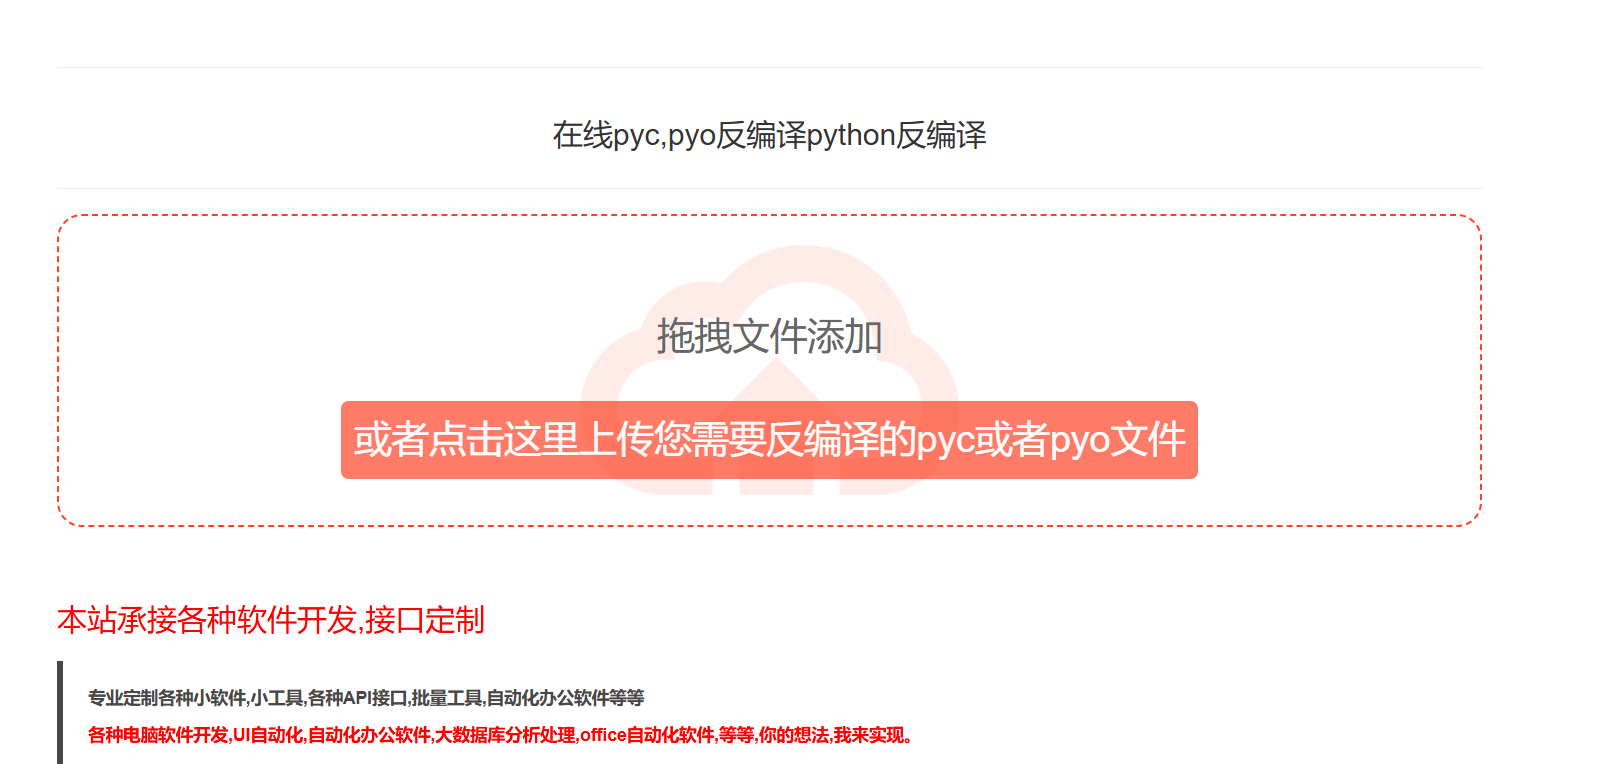 在线pyc,pyo反编译python反编译
拖拽文件添加
或者点击这里上传您需要反编译的pyc或者pyo文件
本站承接各种软件开发,接口定制
专业定制各种小软件,小工具,各种API接口,批量工具,自动化办公软件等等
各种电脑软件开发,UI自动化,自动化办公软件,大数据库分析处理,office自动化软件,等等,你的想法,我来实现。